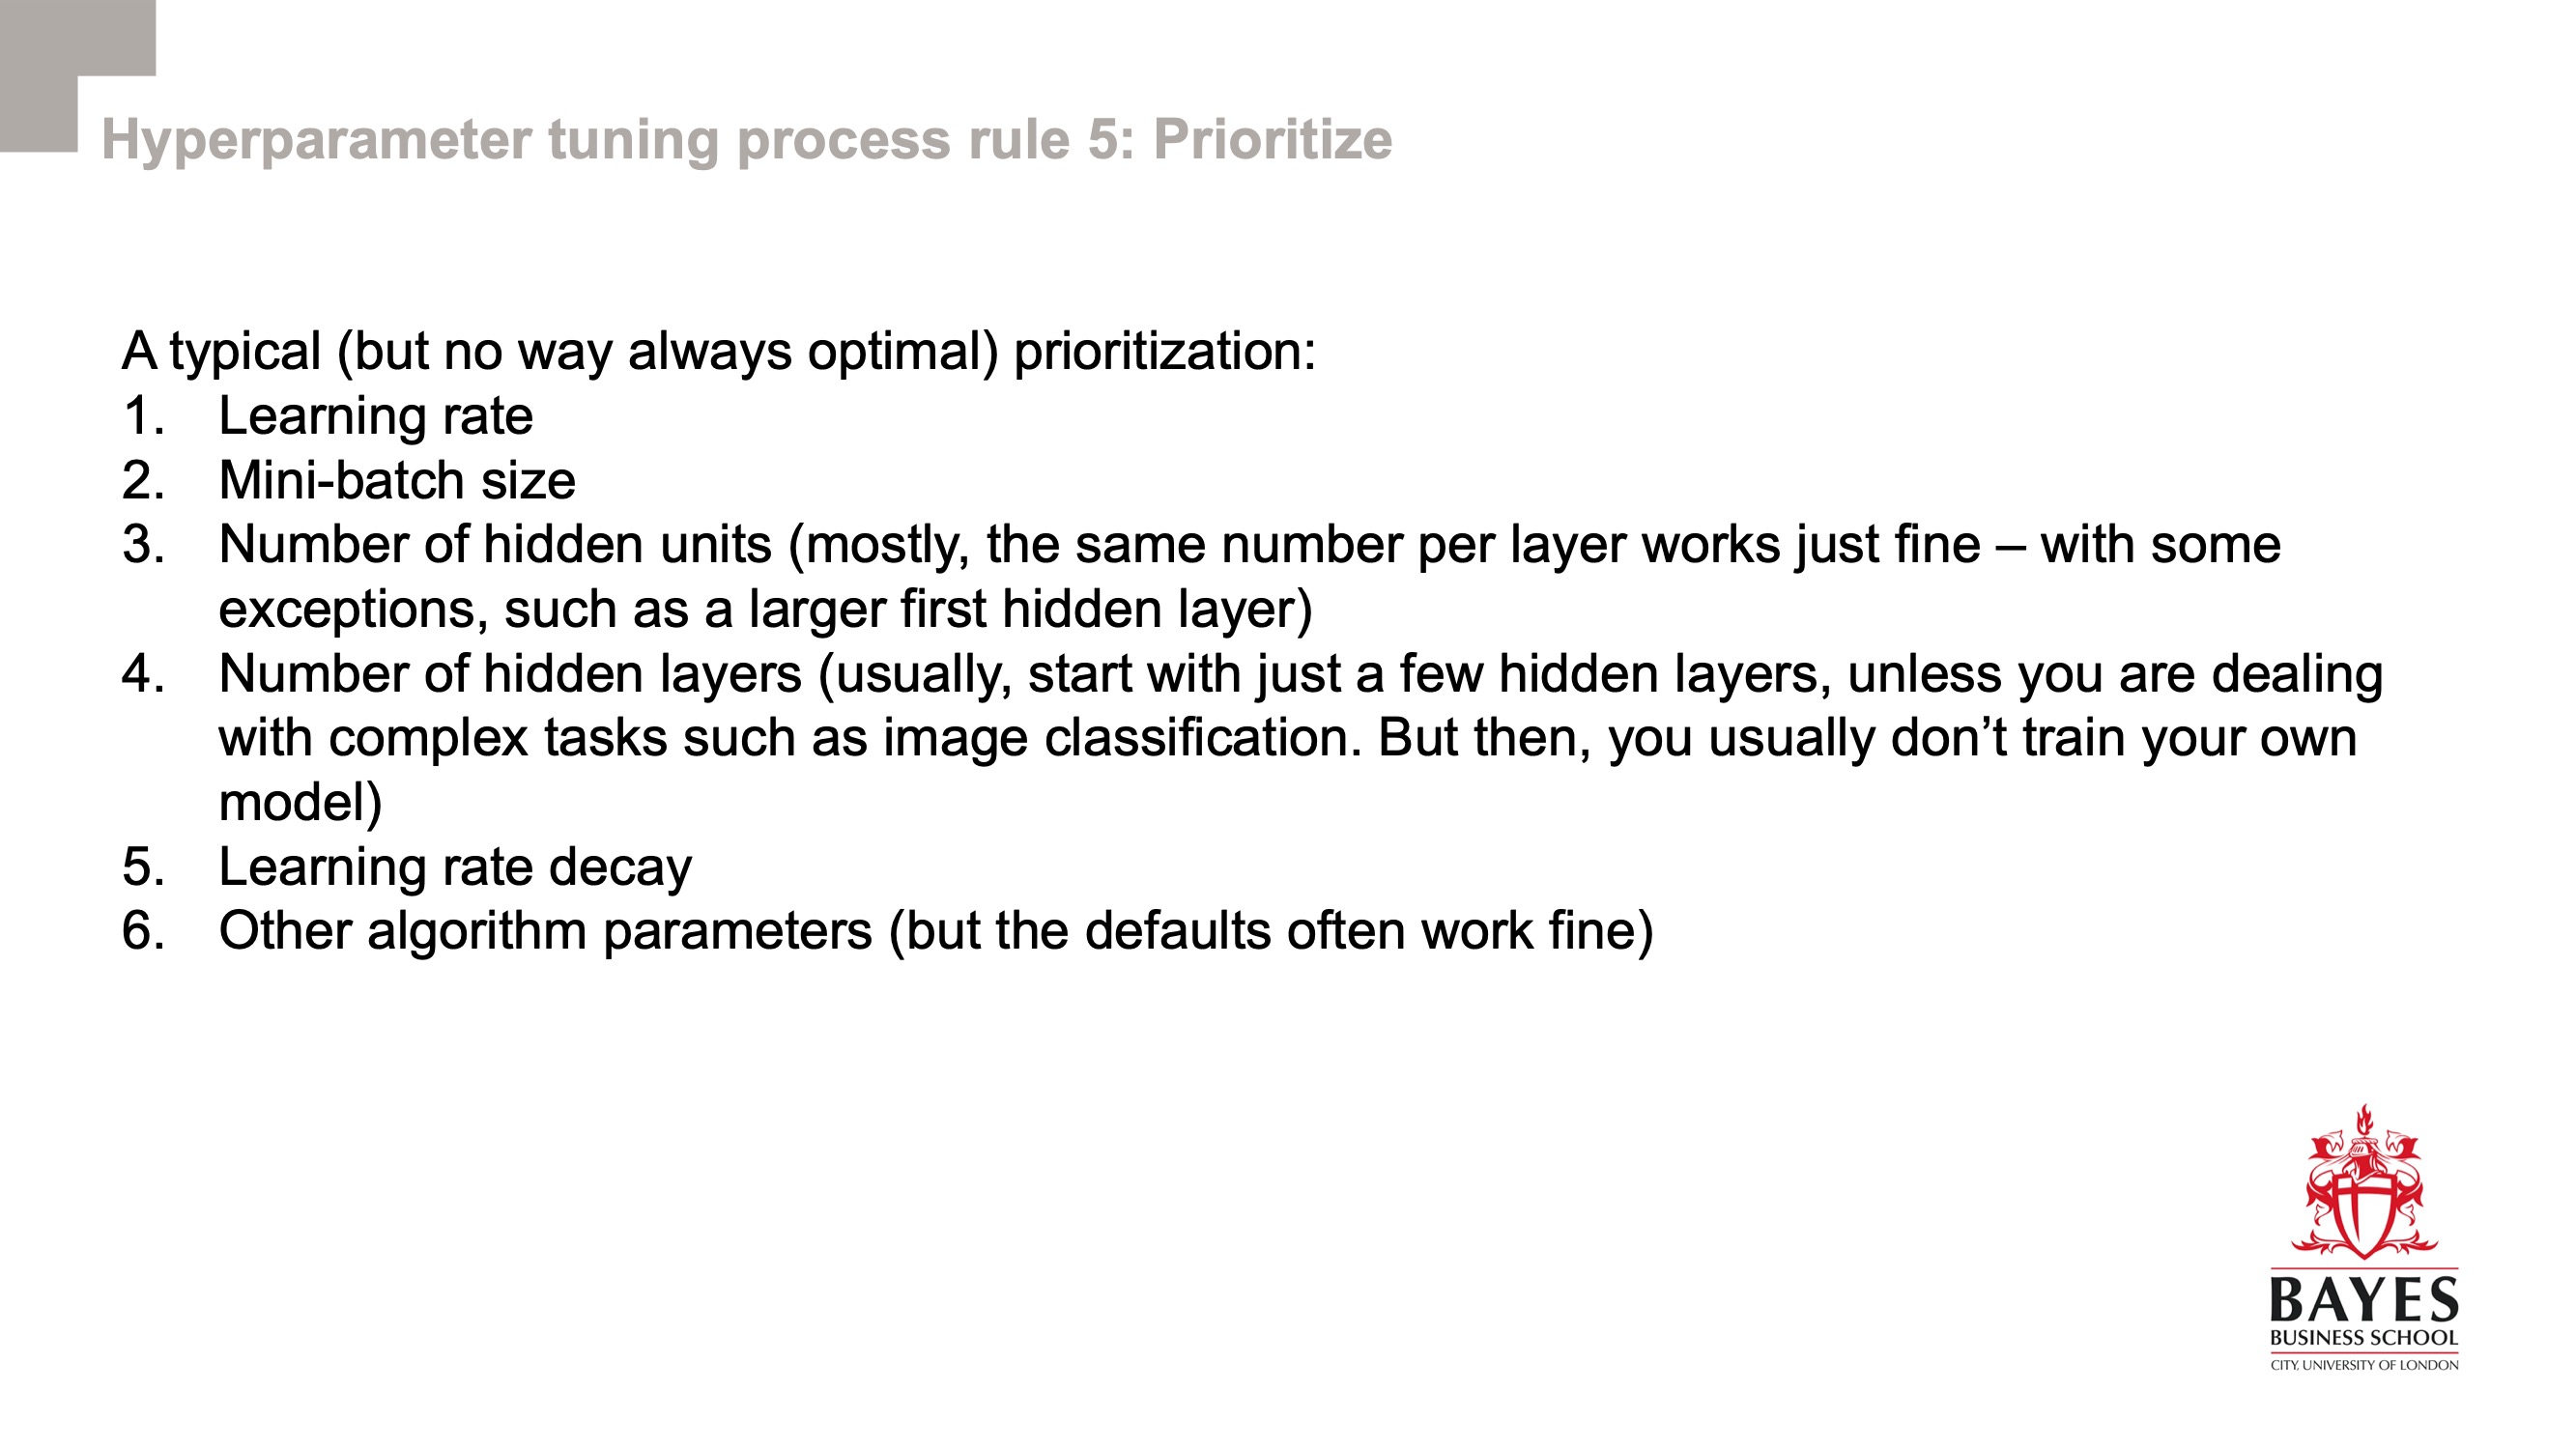 Hyperparameter tuning process rule 5: Prioritize
A typical (but no way always optimal) prioritization:
1. Learning rate
2. Mini-batch size
3. Number of hidden units (mostly, the same number per layer works just fine – with some
exceptions, such as a larger first hidden layer)
4. Number of hidden layers (usually, start with just a few hidden layers, unless you are dealing
with complex tasks such as image classification. But then, you usually don’t train your own
model)
5. Learning rate decay
6. Other algorithm parameters (but the defaults often work fine)
BAYES
BUSINESS SCHOOL
CITY, UNIVERSITY OF LONDON